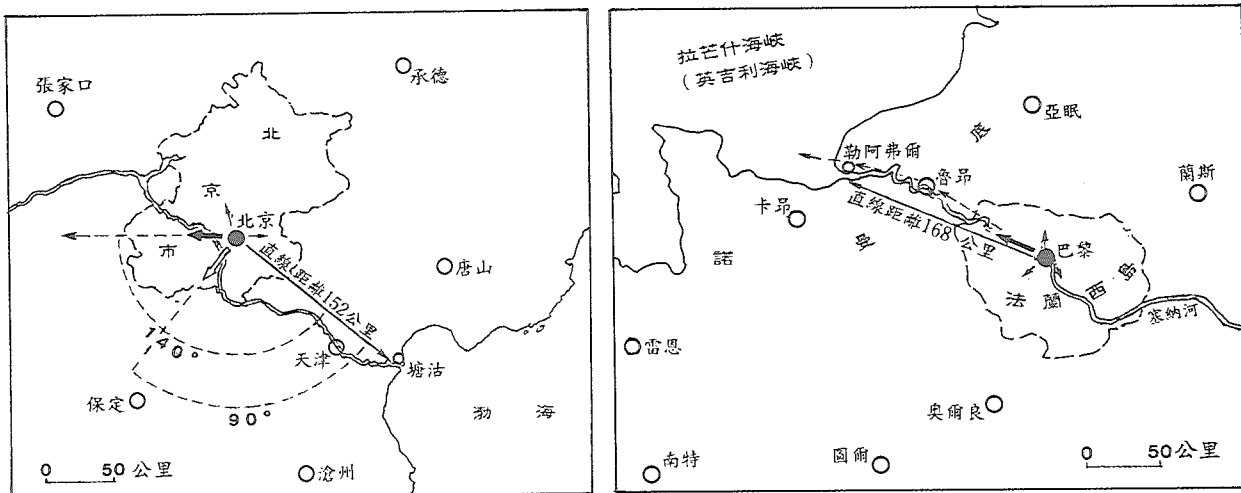 張家口
承德
北
京
市
北京
直線距離152公里
唐山
140°
90°
天津
塘沽
保定
渤海
滄州
0 50公里
拉芒什海峽
（英吉利海峽）
亞眠
底
勒阿弗爾
魯昂
蘭斯
卡昂
直線距離168公里
曼
諾
巴黎
法蘭西島
塞納河
雷恩
奧爾良
南特
圖爾
0 50公里